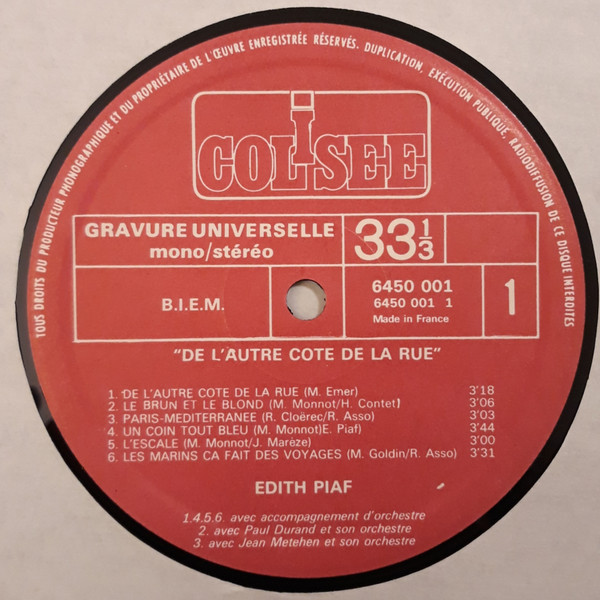 TOUS DROITS DU PRODUCTEUR PHONOGRAPHIQUE ET DU PROPRIÉTAIRE DE L'ŒUVRE ENREGISTRÉE RÉSERVÉS. DUPLICATION, EXÉCUTION PUBLIQUE, RADIODIFFUSION DE CE DISQUE INTERDITES
COLiSEE
GRAVURE UNIVERSELLE
mono/stéréo
33 1/3
B.I.E.M.
6450 001
6450 001 1
Made in France
1
"DE L'AUTRE COTE DE LA RUE"
1. DE L'AUTRE COTE DE LA RUE (M. Emer) 3'18
2. LE BRUN ET LE BLOND (M. Monnot/H. Contet) 3'06
3. PARIS-MEDITERRANEE (R. Cloërec/R. Asso) 3'03
4. UN COIN TOUT BLEU (M. Monnot)E. Piaf) 3'44
5. L'ESCALE (M. Monnot/J. Marèze) 3'00
6. LES MARINS CA FAIT DES VOYAGES (M. Goldin/R. Asso) 3'31
EDITH PIAF
1.4.5.6. avec accompagnement d'orchestre
2. avec Paul Durand et son orchestre
3. avec Jean Metehen et son orchestre